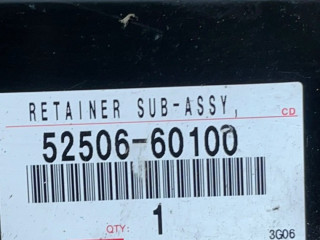 RETAINER SUB-ASSY,
CD
52506-60100
QTY: 1
3G06